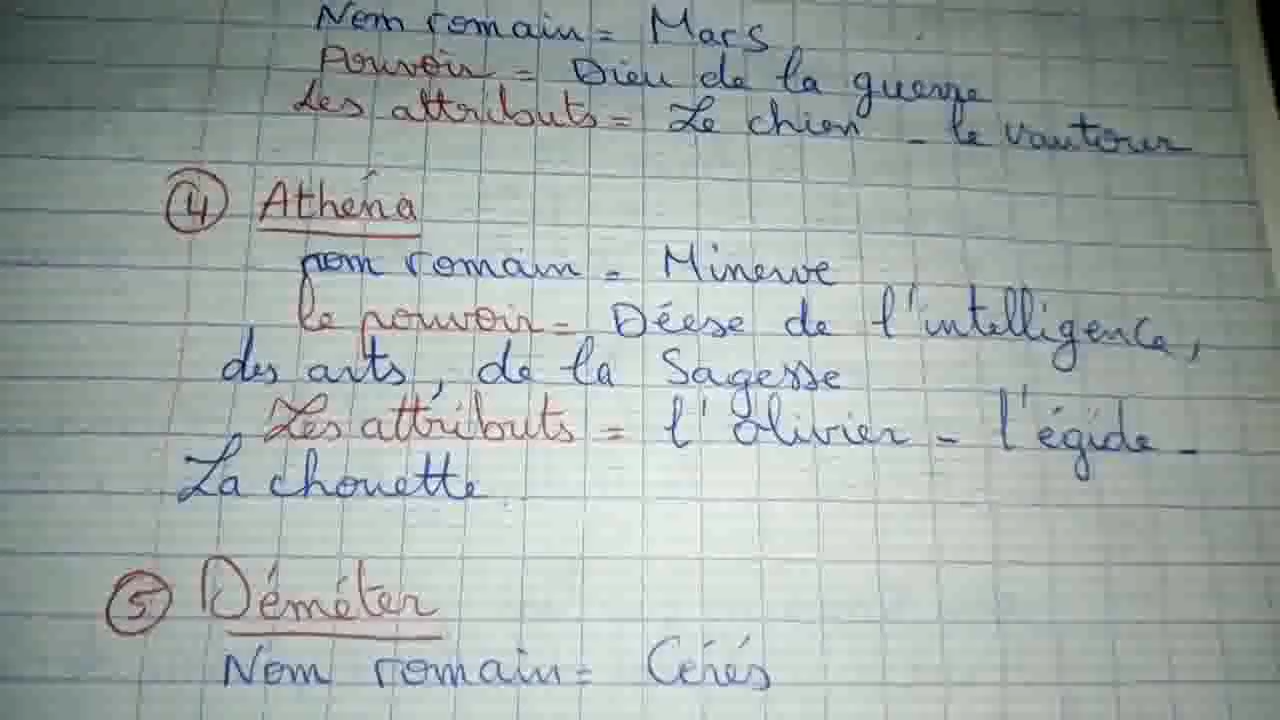 Nom romain = Mars
Pouvoir = Dieu de la guerre
Les attributs = Le chien - le vautour
4 Athéna
nom romain = Minerve
le pouvoir = Déese de l'intelligence,
des arts, de la Sagesse
Les attributs = l'olivier - l'égide -
La chouette
5 Déméter
Nom romain = Cérés